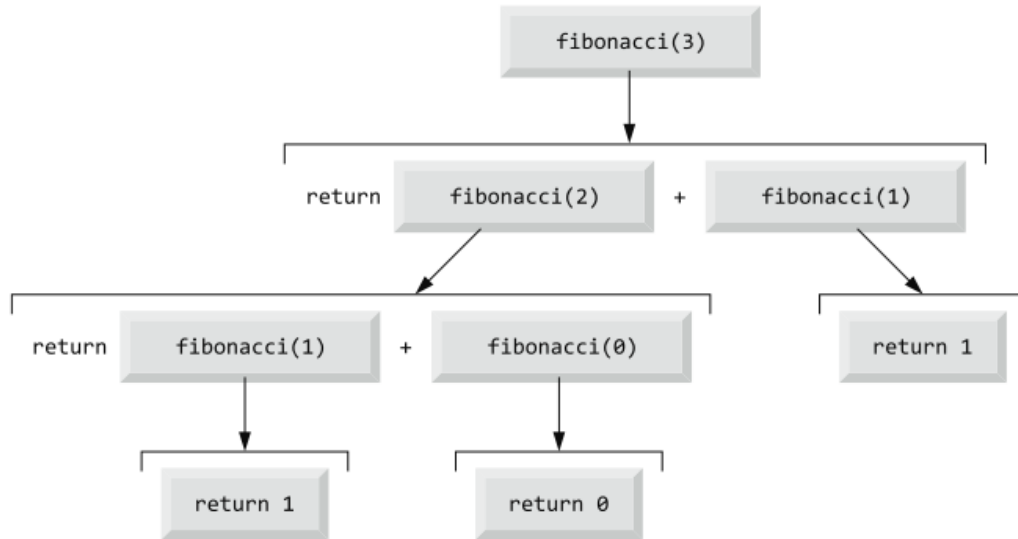 fibonacci(3)
return fibonacci(2) + fibonacci(1)
return fibonacci(1) + fibonacci(0) return 1
return 1 return 0